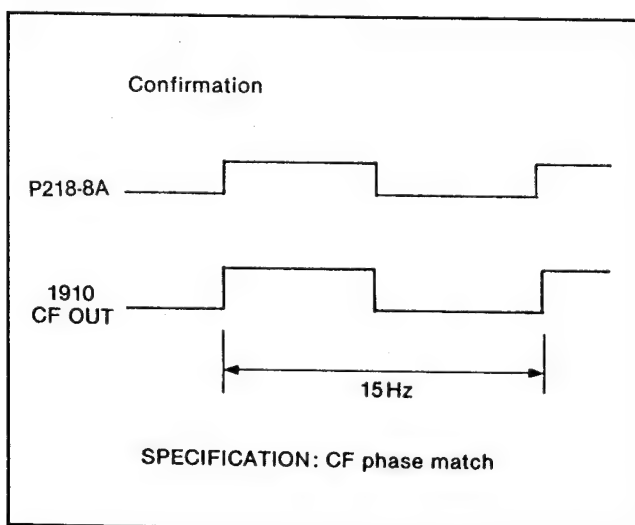 Confirmation
P218-8A
1910
CF OUT
15Hz
SPECIFICATION: CF phase match